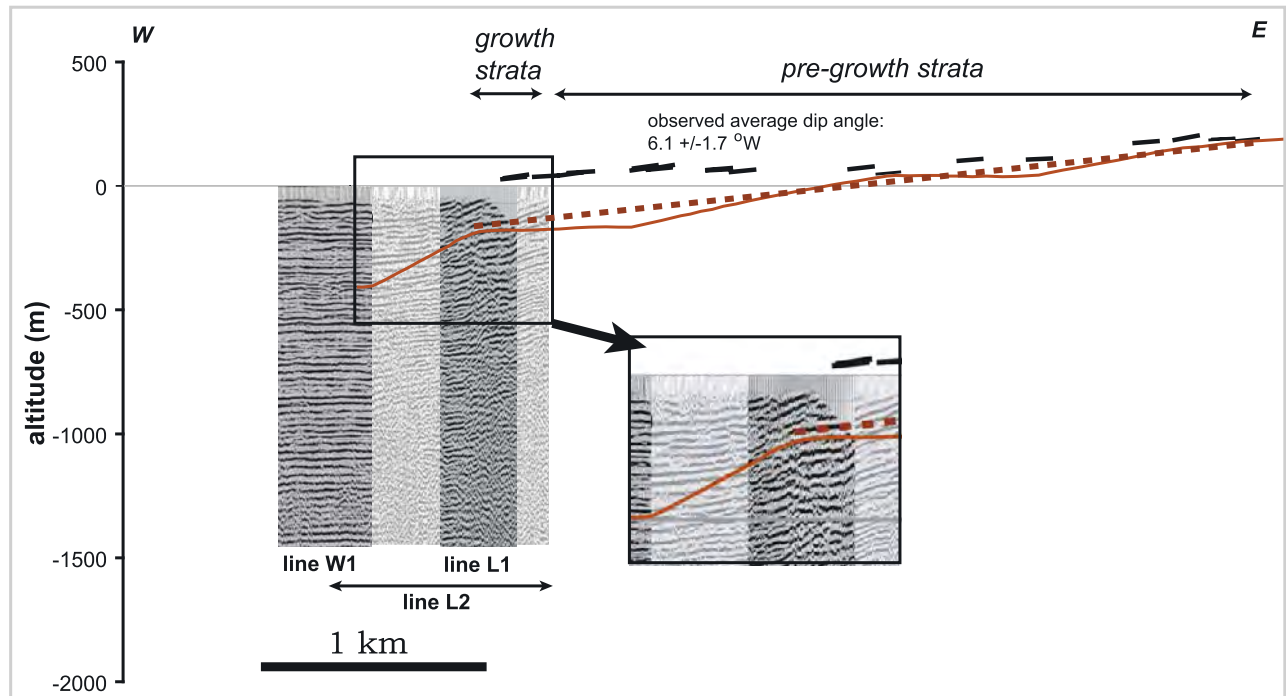 W
E
growth
strata
pre-growth strata
observed average dip angle:
6.1 +/-1.7 °W
500
0
-500
-1000
-1500
-2000
altitude (m)
line W1
line L1
line L2
1 km